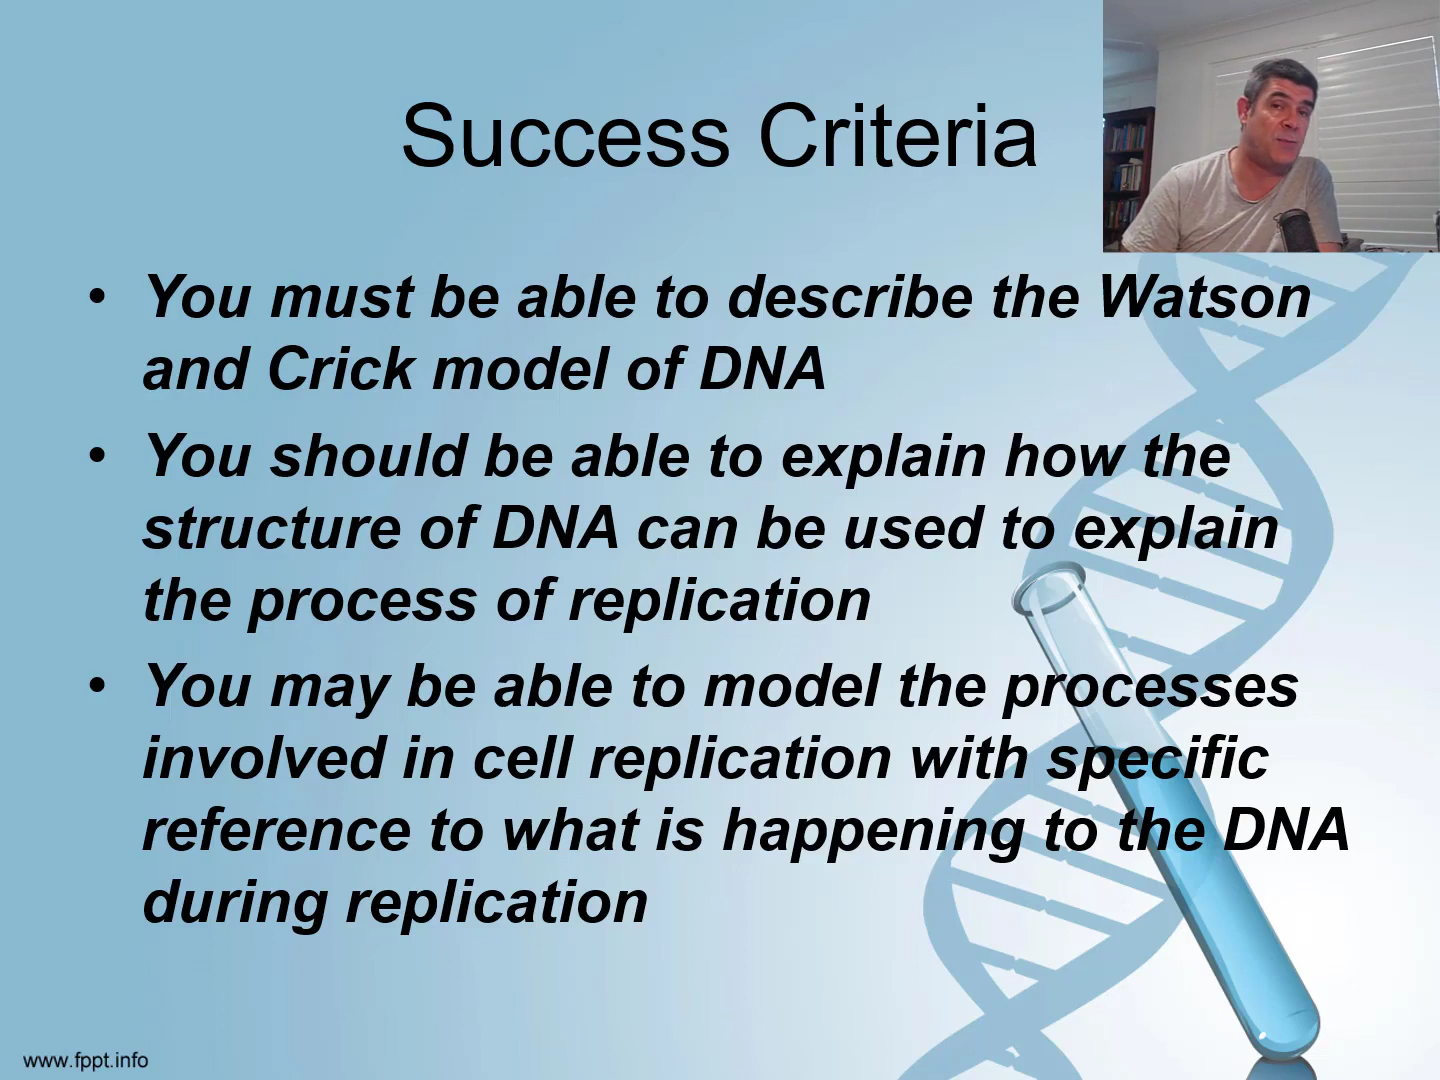 Success Criteria
• You must be able to describe the Watson
and Crick model of DNA
• You should be able to explain how the
structure of DNA can be used to explain
the process of replication
• You may be able to model the processes
involved in cell replication with specific
reference to what is happening to the DNA
during replication
www.fppt.info